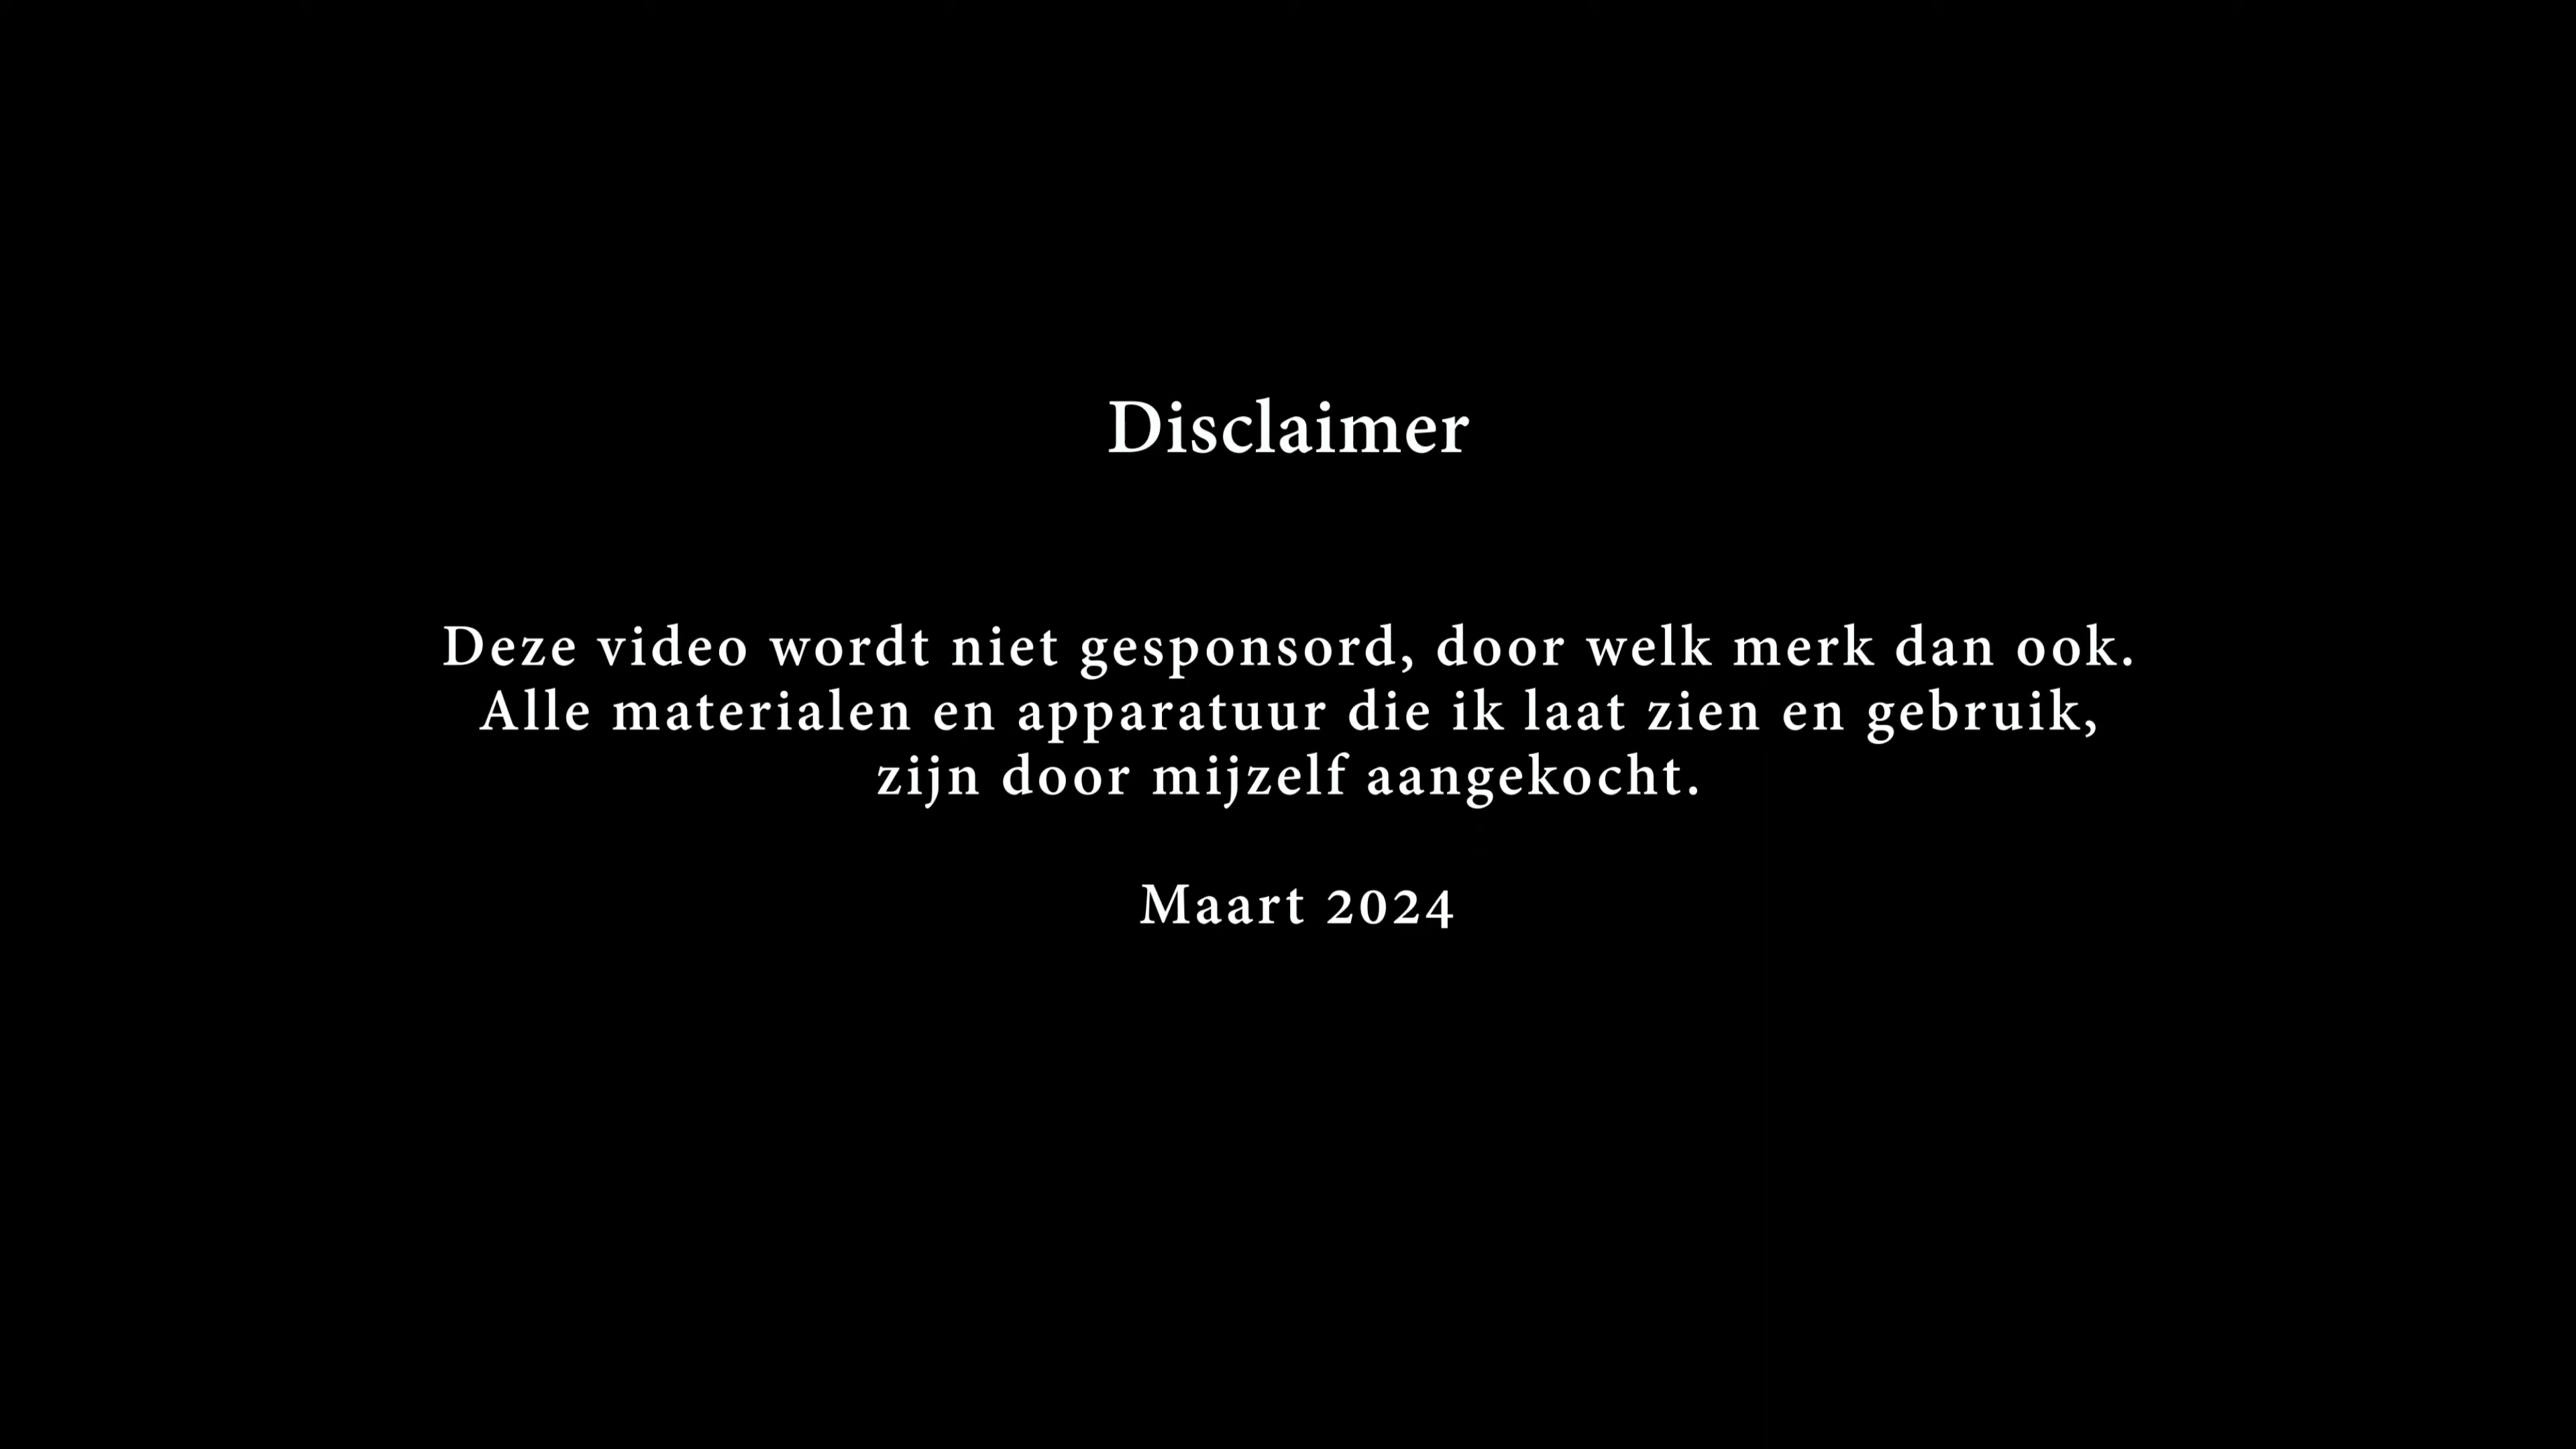 Disclaimer
Deze video wordt niet gesponsord, door welk merk dan ook.
Alle materialen en apparatuur die ik laat zien en gebruik,
zijn door mijzelf aangekocht.
Maart 2024